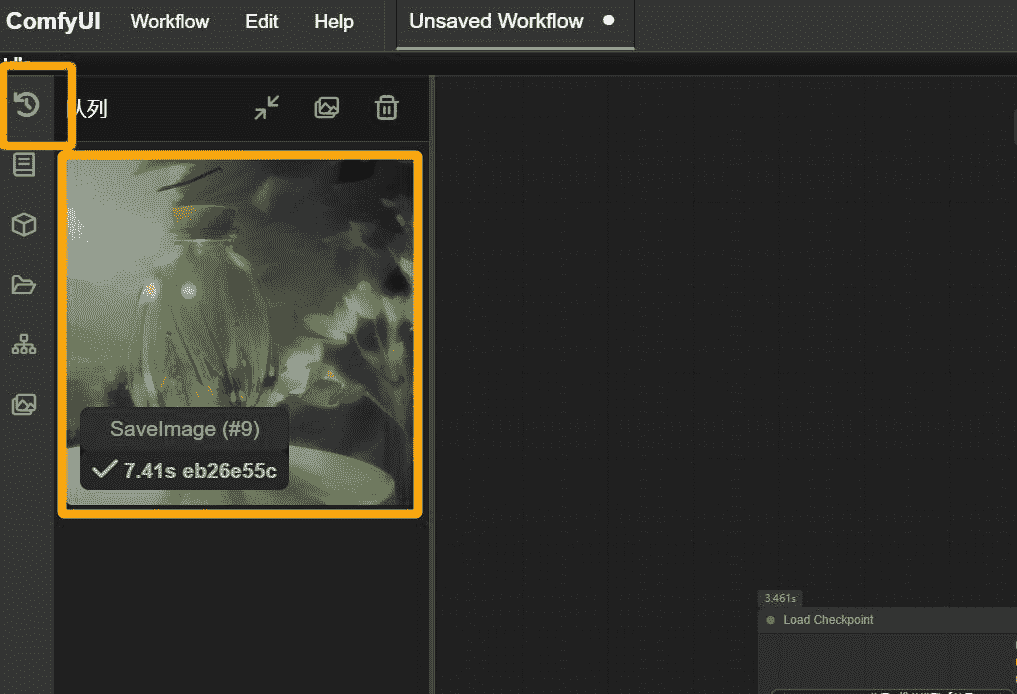 ComfyUI Workflow Edit Help Unsaved Workflow
队列
SaveImage (#9)
7.41s eb26e55c
3.461s
Load Checkpoint